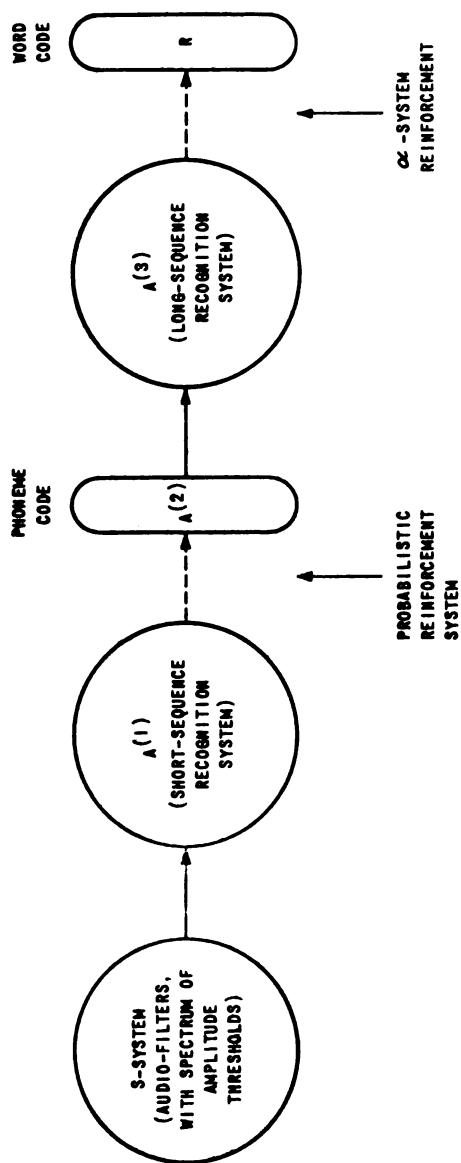 S-SYSTEM
(AUDIO-FILTERS,
WITH SPECTRUM OF
AMPLITUDE
THRESHOLDS)
A(1)
(SHORT-SEQUENCE
RECOGNITION
SYSTEM)
PHONEME
CODE
A(2)
PROBABILISTIC
REINFORCEMENT
SYSTEM
A(3)
(LONG-SEQUENCE
RECOGNITION
SYSTEM)
WORD
CODE
R
α-SYSTEM
REINFORCEMENT